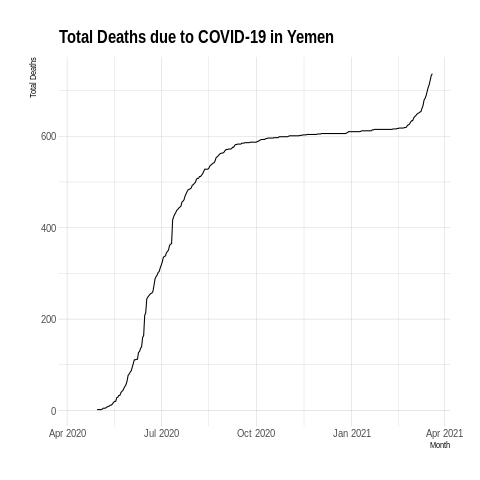 Total Deaths due to COVID-19 in Yemen
Total Deaths
600
400
200
0
Apr 2020 Jul 2020 Oct 2020 Jan 2021 Apr 2021
Month